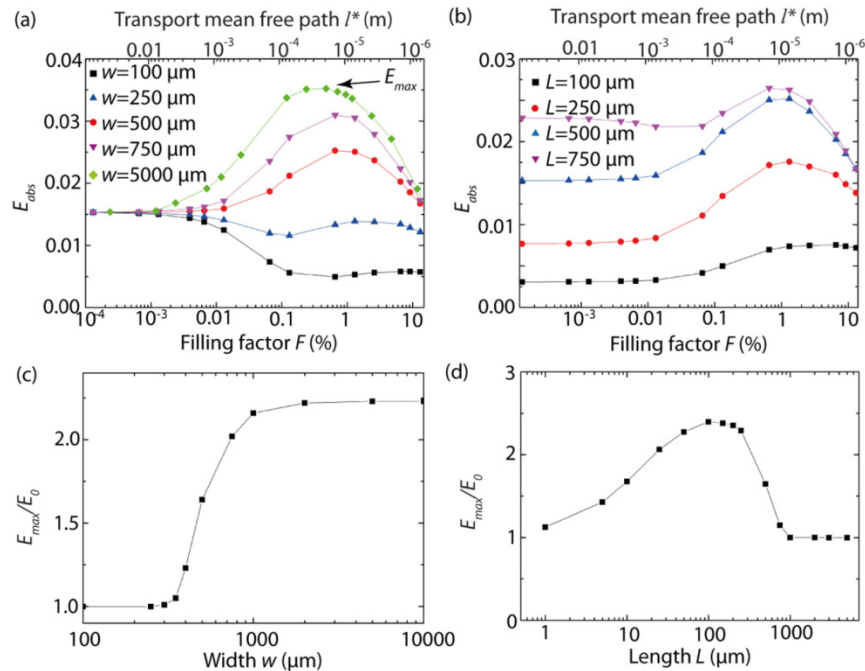 (a)
Transport mean free path l* (m)
0.01 10⁻³ 10⁻⁴ 10⁻⁵ 10⁻⁶
0.04
0.03
0.02
0.01
0.00
E_abs
w=100 µm
w=250 µm
w=500 µm
w=750 µm
w=5000 µm
E_max
10⁻⁴ 10⁻³ 0.01 0.1 1 10
Filling factor F (%)
(b)
Transport mean free path l* (m)
0.01 10⁻³ 10⁻⁴ 10⁻⁵ 10⁻⁶
0.03
0.02
0.01
0.00
E_abs
L=100 µm
L=250 µm
L=500 µm
L=750 µm
10⁻³ 0.01 0.1 1 10
Filling factor F (%)
(c)
2.0
1.5
1.0
E_max/E_0
100 1000 10000
Width w (µm)
(d)
3
2
1
0
E_max/E_0
1 10 100 1000
Length L (µm)